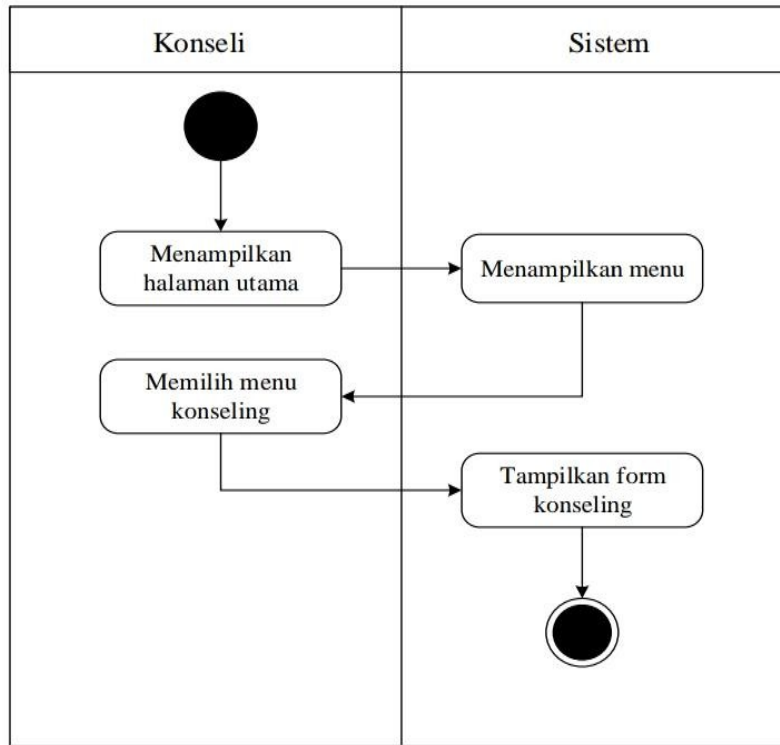 Konseli
Sistem
Menampilkan
halaman utama
Menampilkan menu
Memilih menu
konseling
Tampilkan form
konseling